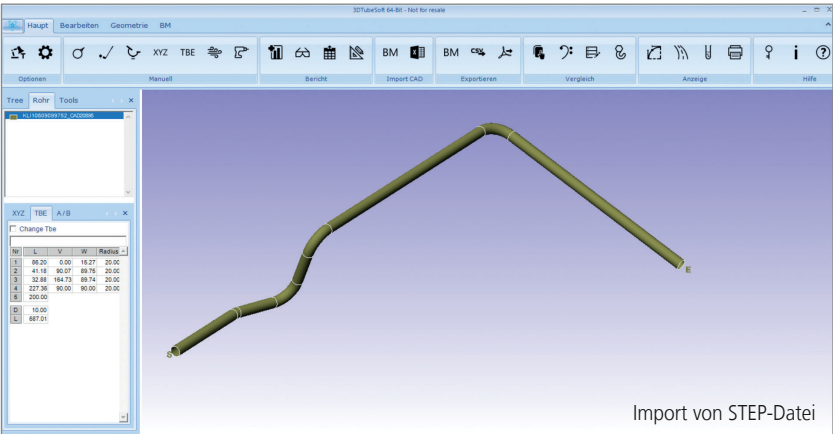 3DTubeSoft 64-Bit - Not for resale
Haupt Bearbeiten Geometrie BM
XYZ TBE BM BM CSV
Optionen Manuell Bericht Import CAD Exportieren Vergleich Anzeige Hilfe
Tree Rohr Tools
XYZ TBE A/B
Change Tbe
Nr L V W Radius
1 86.20 0.00 15.27 20.00
2 41.18 90.07 89.76 20.00
3 32.88 164.73 89.74 20.00
4 227.36 90.00 90.00 20.00
5 200.00
D 10.00
L 687.01
S
E
Import von STEP-Datei